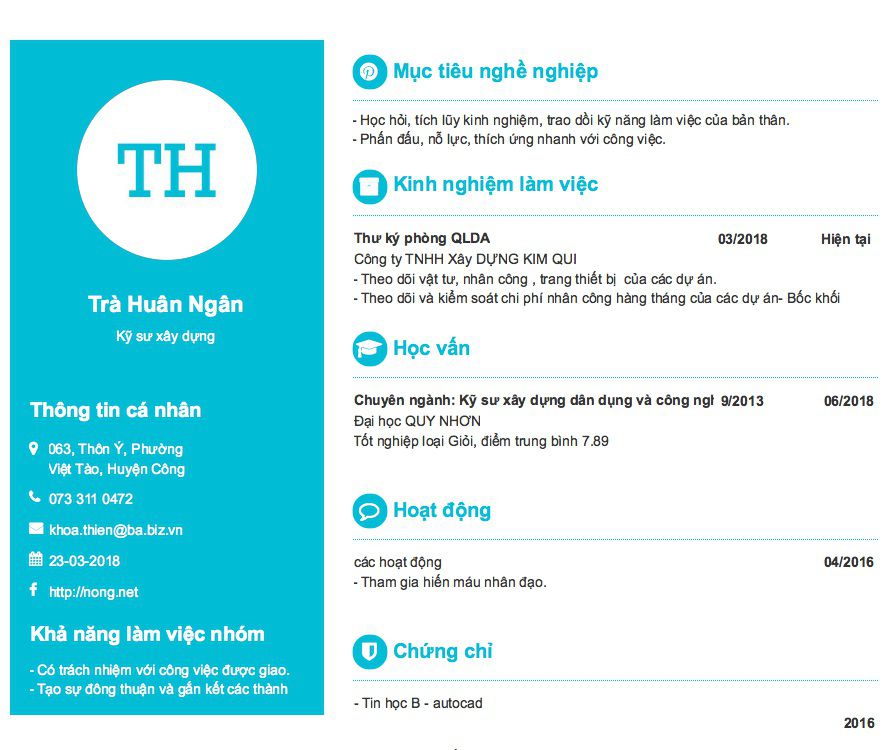 TH
Trà Huân Ngân
Kỹ sư xây dựng
Thông tin cá nhân
063, Thôn Ý, Phường
Việt Tào, Huyện Công
073 311 0472
khoa.thien@ba.biz.vn
23-03-2018
http://nong.net
Khả năng làm việc nhóm
- Có trách nhiệm với công việc được giao.
- Tạo sự đông thuận và gắn kết các thành
Mục tiêu nghề nghiệp
- Học hỏi, tích lũy kinh nghiệm, trao dồi kỹ năng làm việc của bản thân.
- Phấn đấu, nỗ lực, thích ứng nhanh với công việc.
Kinh nghiệm làm việc
Thư ký phòng QLDA 03/2018 Hiện tại
Công ty TNHH Xây DỰNG KIM QUI
- Theo dõi vật tư, nhân công , trang thiết bị của các dự án.
- Theo dõi và kiểm soát chi phí nhân công hàng tháng của các dự án- Bốc khối
Học vấn
Chuyên ngành: Kỹ sư xây dựng dân dụng và công ngh 9/2013 06/2018
Đại học QUY NHƠN
Tốt nghiệp loại Giỏi, điểm trung bình 7.89
Hoạt động
các hoạt động 04/2016
- Tham gia hiến máu nhân đạo.
Chứng chỉ
- Tin học B - autocad
2016